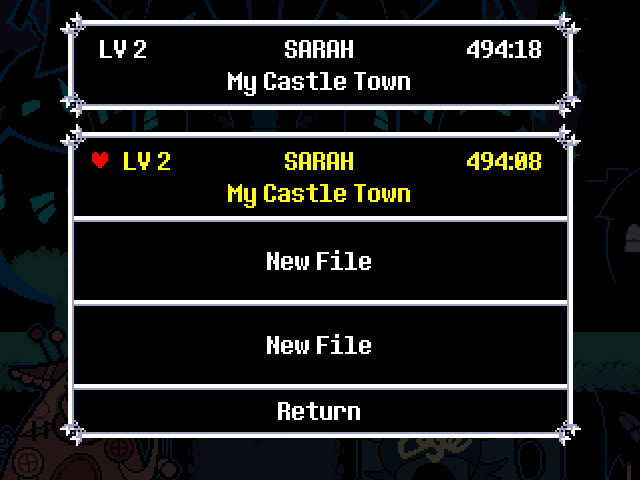 LV 2 SARAH 494:18
My Castle Town
LV 2 SARAH 494:08
My Castle Town
New File
New File
Return